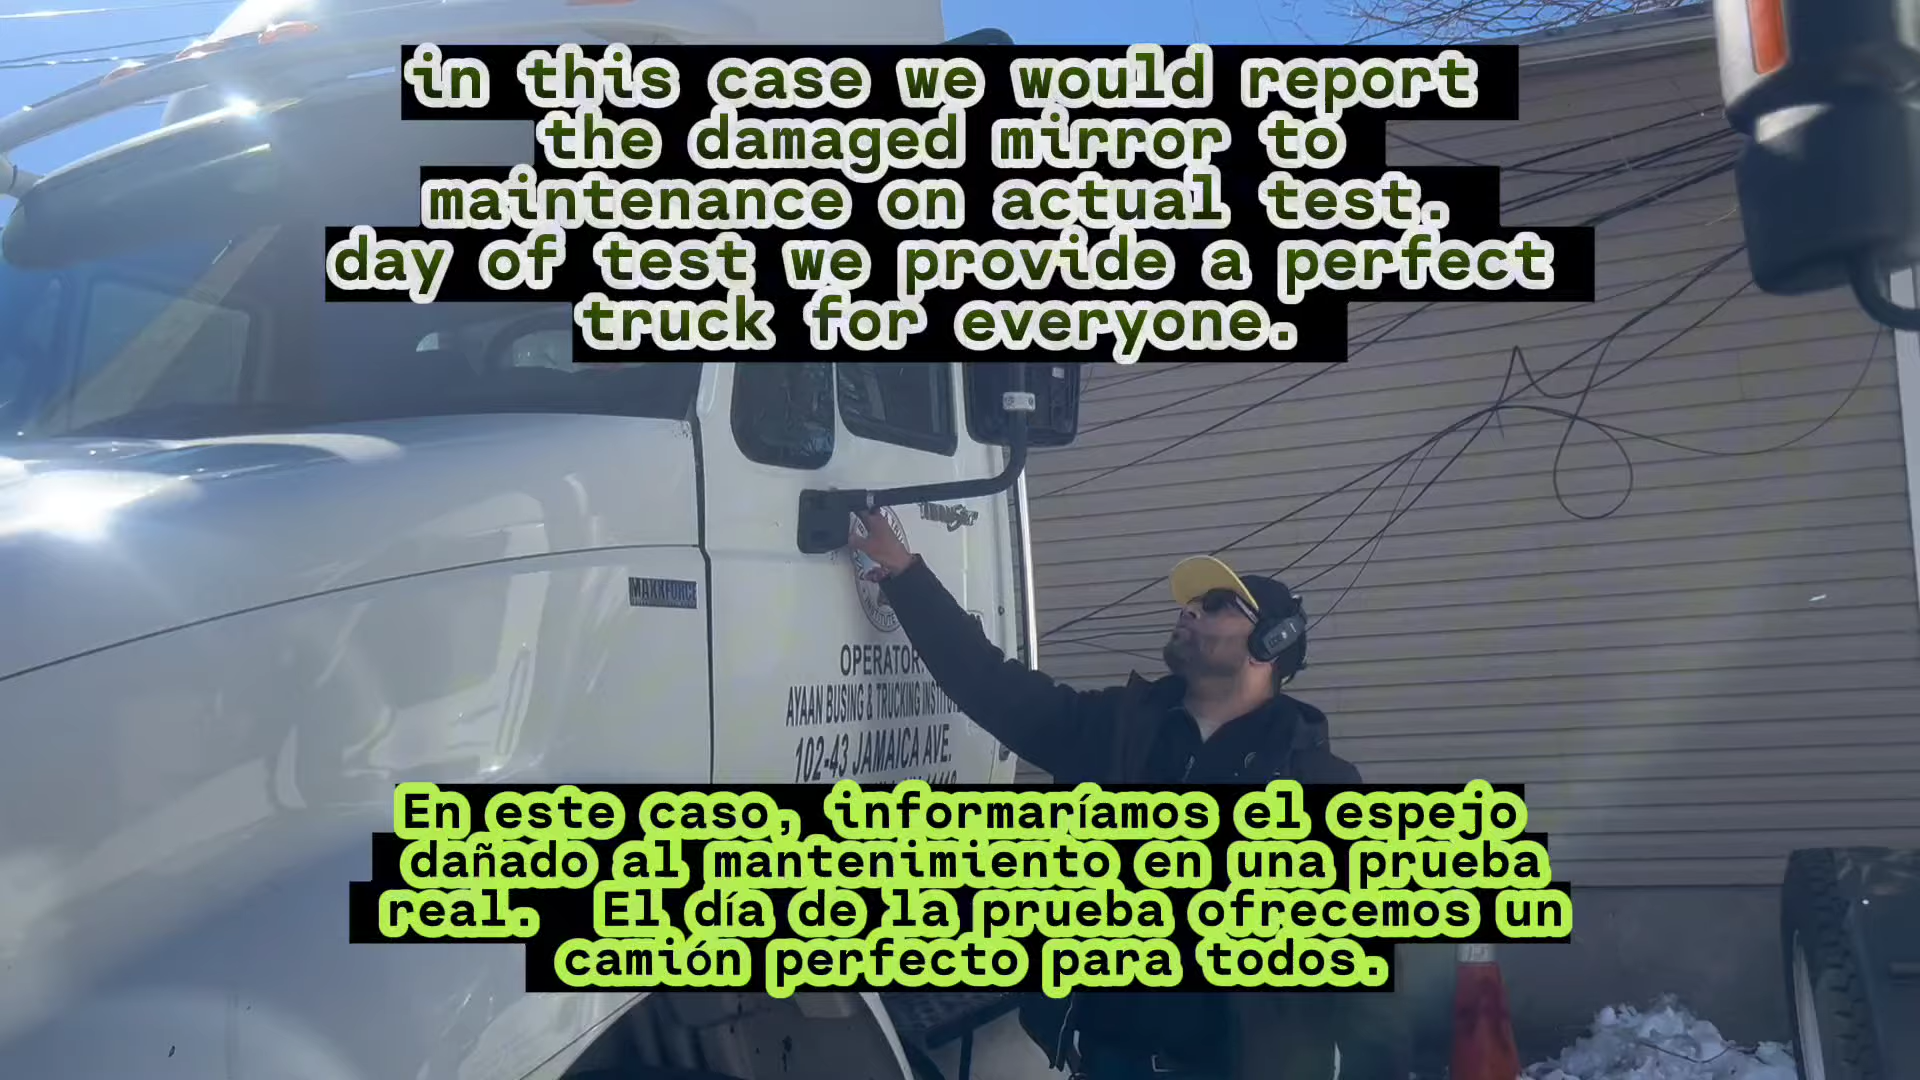 in this case we would report
the damaged mirror to
maintenance on actual test.
day of test we provide a perfect
truck for everyone.
MAXXFORCE
OPERATOR
AYAAN BUSING & TRUCKING
102-43 JAMAICA AVE.
En este caso, informaríamos el espejo
dañado al mantenimiento en una prueba
real. El día de la prueba ofrecemos un
camión perfecto para todos.